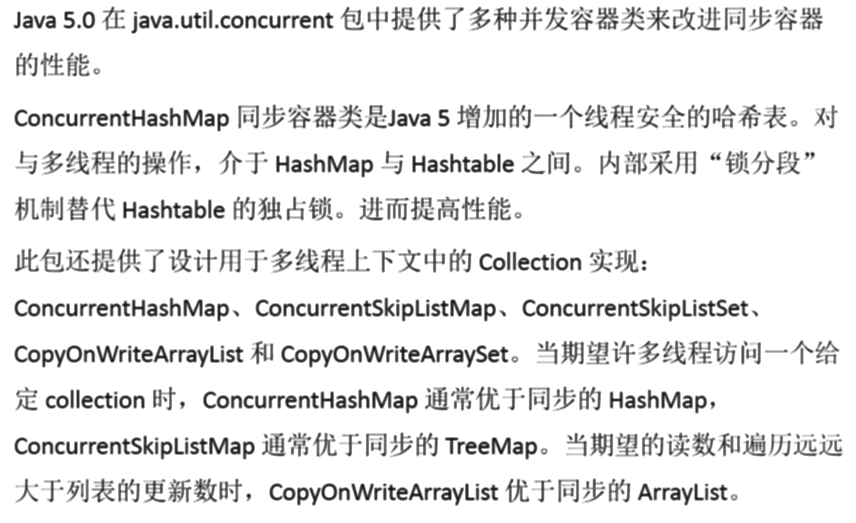 Java 5.0 在 java.util.concurrent 包中提供了多种并发容器类来改进同步容器
的性能。
ConcurrentHashMap 同步容器类是Java 5 增加的一个线程安全的哈希表。对
与多线程的操作，介于 HashMap 与 Hashtable 之间。内部采用“锁分段”
机制替代 Hashtable 的独占锁。进而提高性能。
此包还提供了设计用于多线程上下文中的 Collection 实现：
ConcurrentHashMap、ConcurrentSkipListMap、ConcurrentSkipListSet、
CopyOnWriteArrayList 和 CopyOnWriteArraySet。当期望许多线程访问一个给
定 collection 时，ConcurrentHashMap 通常优于同步的 HashMap，
ConcurrentSkipListMap 通常优于同步的 TreeMap。当期望的读数和遍历远远
大于列表的更新数时，CopyOnWriteArrayList 优于同步的 ArrayList。